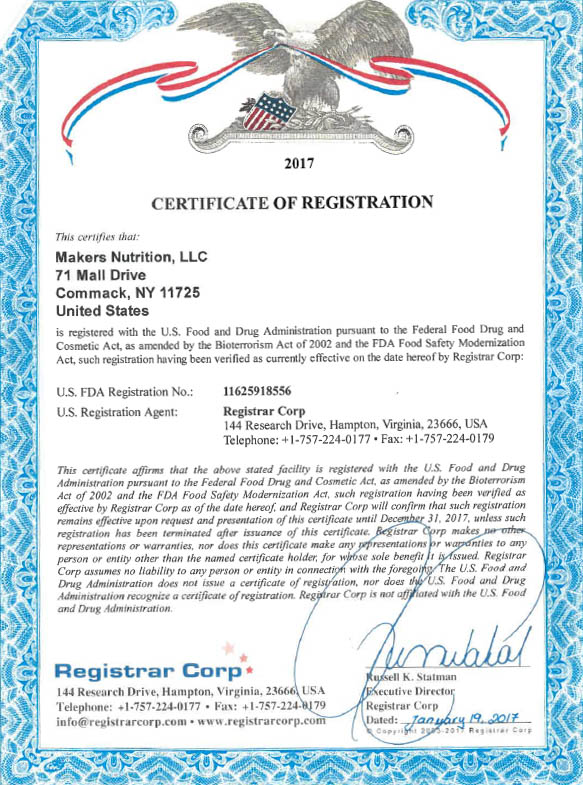 2017
CERTIFICATE OF REGISTRATION
This certifies that:
Makers Nutrition, LLC
71 Mall Drive
Commack, NY 11725
United States
is registered with the U.S. Food and Drug Administration pursuant to the Federal Food Drug and
Cosmetic Act, as amended by the Bioterrorism Act of 2002 and the FDA Food Safety Modernization
Act, such registration having been verified as currently effective on the date hereof by Registrar Corp:
U.S. FDA Registration No.: 11625918556
U.S. Registration Agent: Registrar Corp
144 Research Drive, Hampton, Virginia, 23666, USA
Telephone: +1-757-224-0177 • Fax: +1-757-224-0179
This certificate affirms that the above stated facility is registered with the U.S. Food and Drug
Administration pursuant to the Federal Food Drug and Cosmetic Act, as amended by the Bioterrorism
Act of 2002 and the FDA Food Safety Modernization Act, such registration having been verified as
effective by Registrar Corp as of the date hereof, and Registrar Corp will confirm that such registration
remains effective upon request and presentation of this certificate until December 31, 2017, unless such
registration has been terminated after issuance of this certificate. Registrar Corp makes no other
representations or warranties, nor does this certificate make any representations or warranties to any
person or entity other than the named certificate holder, for whose sole benefit it is issued. Registrar
Corp assumes no liability to any person or entity in connection with the foregoing. The U.S. Food and
Drug Administration does not issue a certificate of registration, nor does the U.S. Food and Drug
Administration recognize a certificate of registration. Registrar Corp is not affiliated with the U.S. Food
and Drug Administration.
Registrar Corp
144 Research Drive, Hampton, Virginia, 23666, USA
Telephone: +1-757-224-0177 • Fax: +1-757-224-0179
info@registrarcorp.com • www.registrarcorp.com
Russell K. Statman
Executive Director
Registrar Corp
Dated: January 19, 2017
© Copyright 2003-2017 Registrar Corp